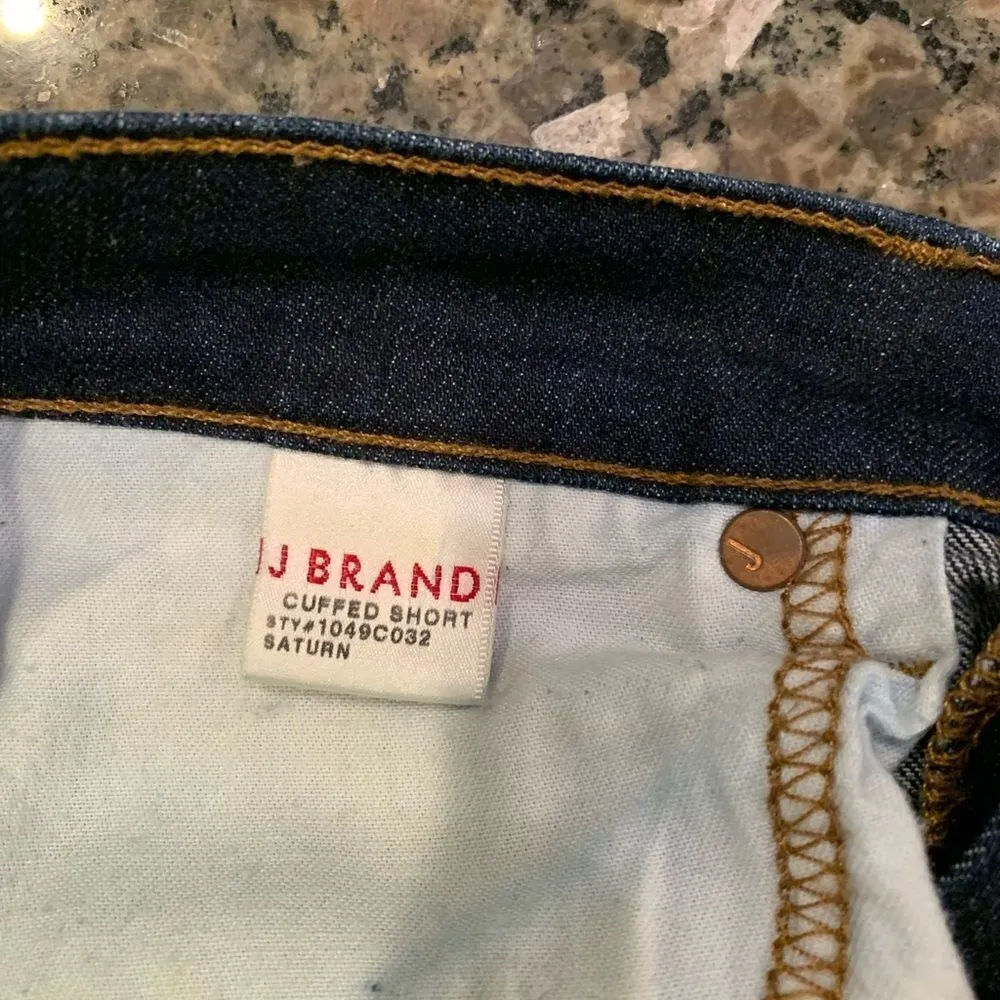 J BRAND
CUFFED SHORT
STY#1049C032
SATURN
J